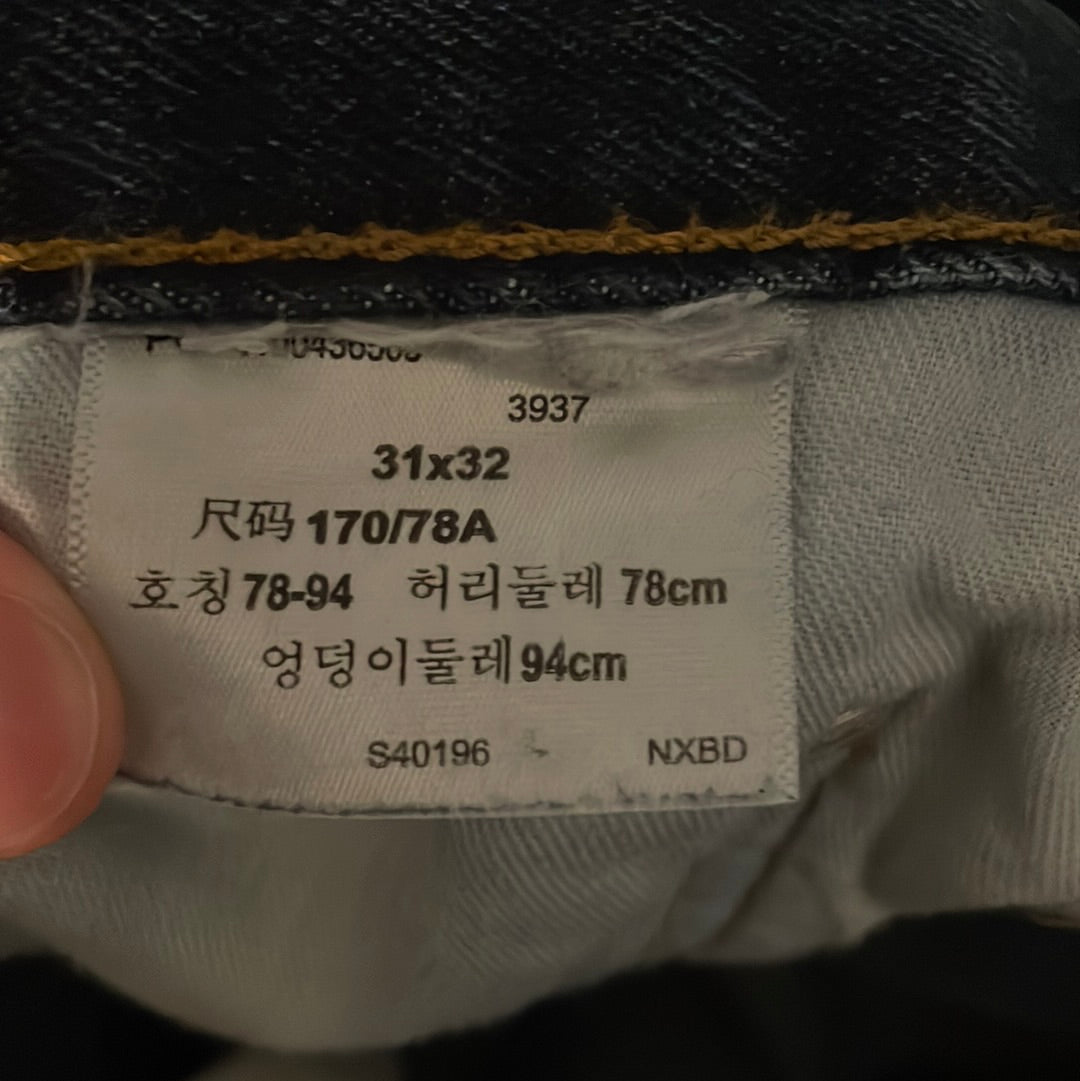 3937
31x32
尺码 170/78A
호칭 78-94 허리둘레 78cm
엉덩이둘레 94cm
S40196 NXBD